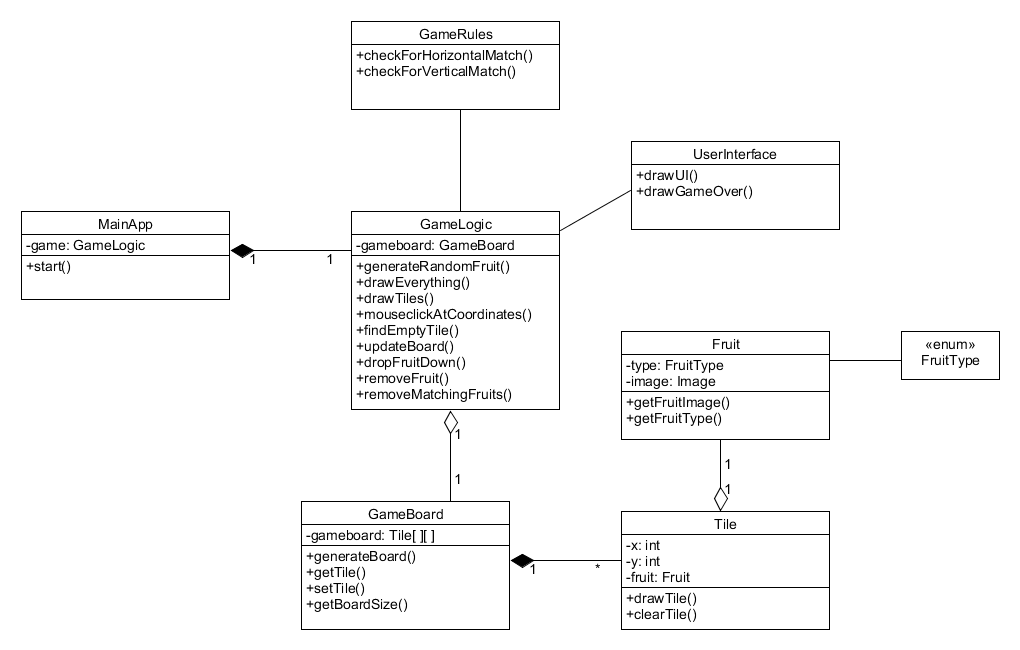 GameRules
+checkForHorizontalMatch()
+checkForVerticalMatch()
UserInterface
+drawUI()
+drawGameOver()
MainApp
-game: GameLogic
+start()
1
1
GameLogic
-gameboard: GameBoard
+generateRandomFruit()
+drawEverything()
+drawTiles()
+mouseclickAtCoordinates()
+findEmptyTile()
+updateBoard()
+dropFruitDown()
+removeFruit()
+removeMatchingFruits()
Fruit
-type: FruitType
-image: Image
+getFruitImage()
+getFruitType()
«enum»
FruitType
1
1
1
1
GameBoard
-gameboard: Tile[ ][ ]
+generateBoard()
+getTile()
+setTile()
+getBoardSize()
1
*
Tile
-x: int
-y: int
-fruit: Fruit
+drawTile()
+clearTile()